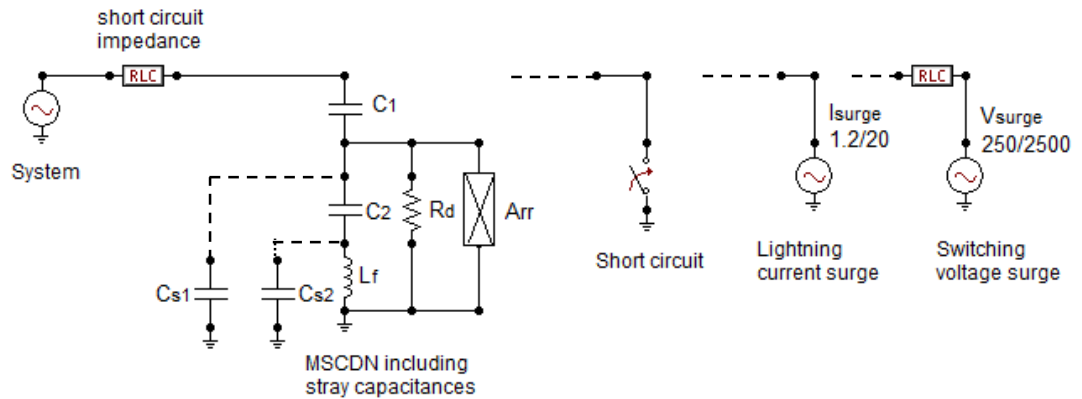 short circuit
impedance
RLC
System
C1
C2
Rd
Arr
Lf
Cs1
Cs2
MSCDN including
stray capacitances
Short circuit
Isurge
1.2/20
Lightning
current surge
RLC
Vsurge
250/2500
Switching
voltage surge